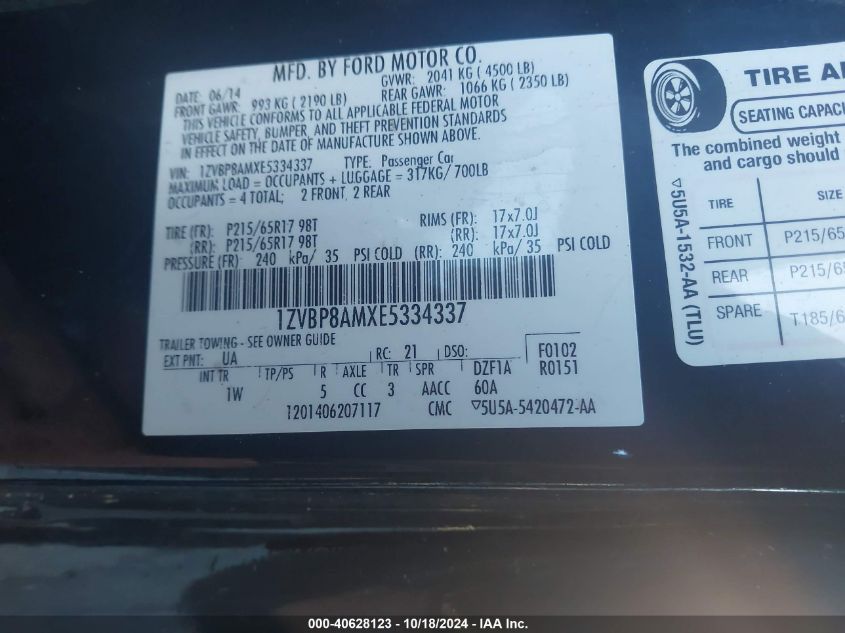 MFD. BY FORD MOTOR CO.
DATE: 06/14 GVWR: 2041 KG ( 4500 LB)
FRONT GAWR: 993 KG ( 2190 LB) REAR GAWR: 1066 KG ( 2350 LB)
THIS VEHICLE CONFORMS TO ALL APPLICABLE FEDERAL MOTOR
VEHICLE SAFETY, BUMPER, AND THEFT PREVENTION STANDARDS
IN EFFECT ON THE DATE OF MANUFACTURE SHOWN ABOVE.
VIN: 1ZVBP8AMXE5334337 TYPE: Passenger Car
MAXIMUM LOAD = OCCUPANTS + LUGGAGE = 317KG/ 700LB
OCCUPANTS = 4 TOTAL; 2 FRONT, 2 REAR
TIRE (FR): P215/65R17 98T RIMS (FR): 17x7.0J
(RR): P215/65R17 98T (RR): 17x7.0J
PRESSURE (FR): 240 kPa/ 35 PSI COLD (RR): 240 kPa/ 35 PSI COLD
1ZVBP8AMXE5334337
TRAILER TOWING - SEE OWNER GUIDE
EXT PNT: UA RC: 21 DSO: F0102
INT TR TP/PS R AXLE TR SPR DZF1A R0151
1W 5 CC 3 AACC 60A
1201406207117 CMC ▽5U5A-5420472-AA
TIRE A
SEATING CAPACI
The combined weight
and cargo should
TIRE SIZE
FRONT P215/65
REAR P215/65
SPARE T185/6
▽5U5A-1532-AA (TLU)
000-40628123 - 10/18/2024 - IAA Inc.